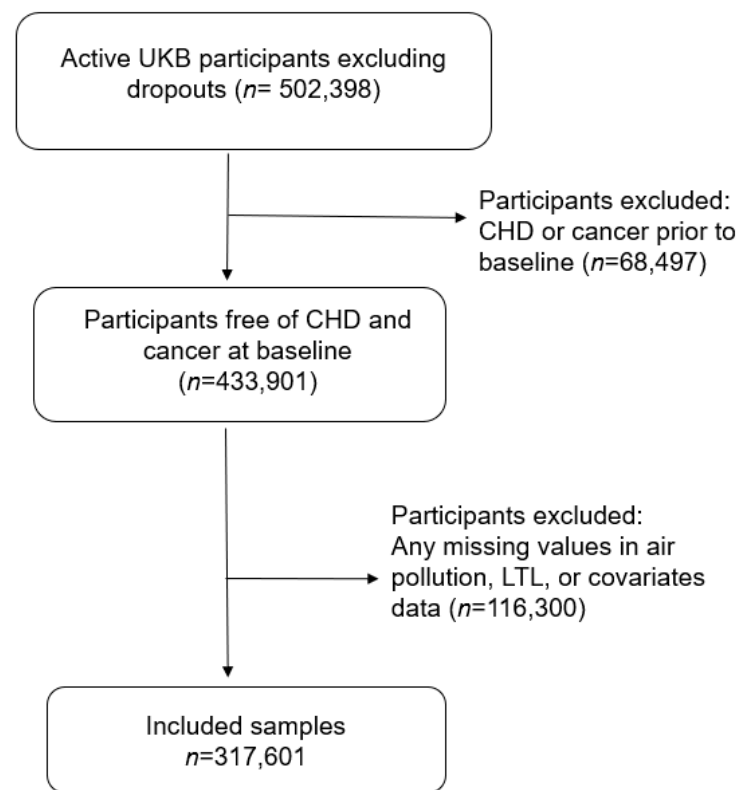 Active UKB participants excluding
dropouts (n= 502,398)
Participants excluded:
CHD or cancer prior to
baseline (n=68,497)
Participants free of CHD and
cancer at baseline
(n=433,901)
Participants excluded:
Any missing values in air
pollution, LTL, or covariates
data (n=116,300)
Included samples
n=317,601